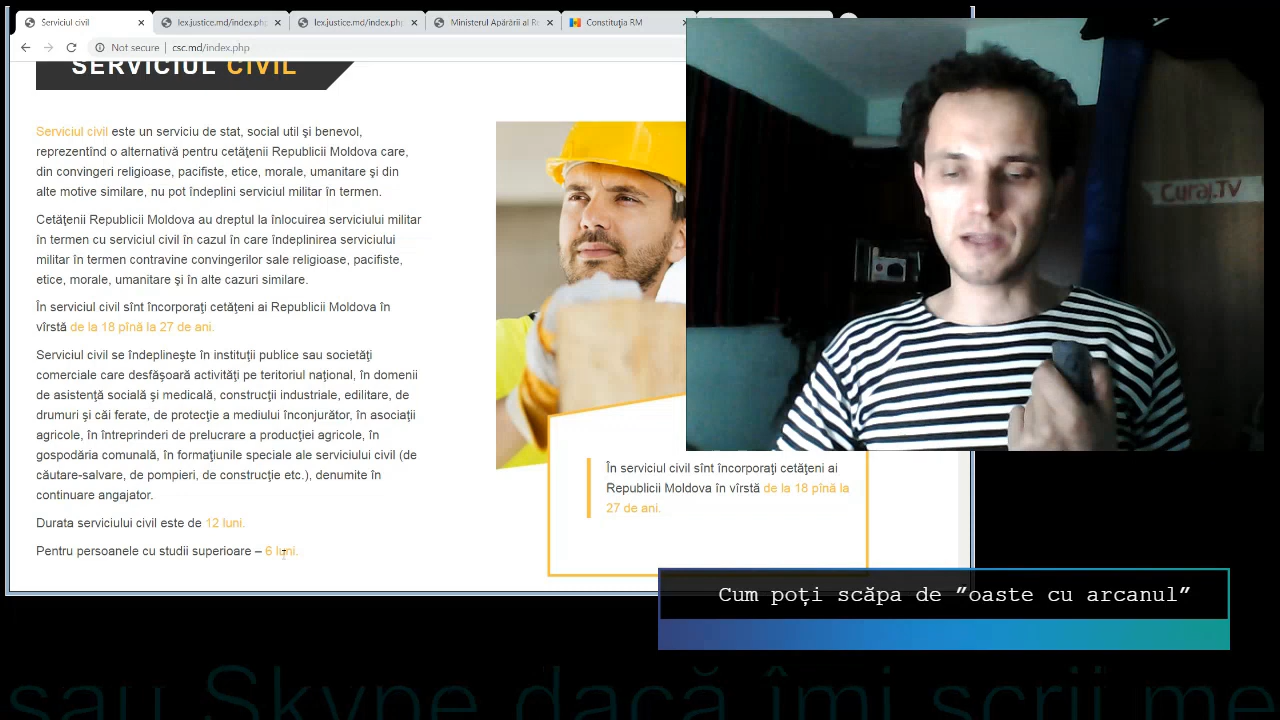 Serviciul civil
lex.justice.md/index.php
lex.justice.md/index.php
Ministerul Apărării al R
Constituţia RM
Not secure
csc.md/index.php
SERVICIUL CIVIL
Serviciul civil este un serviciu de stat, social util şi benevol,
reprezentînd o alternativă pentru cetăţenii Republicii Moldova care,
din convingeri religioase, pacifiste, etice, morale, umanitare şi din
alte motive similare, nu pot îndeplini serviciul militar în termen.
Cetăţenii Republicii Moldova au dreptul la înlocuirea serviciului militar
în termen cu serviciul civil în cazul în care îndeplinirea serviciului
militar în termen contravine convingerilor sale religioase, pacifiste,
etice, morale, umanitare şi în alte cazuri similare.
În serviciul civil sînt încorporaţi cetăţeni ai Republicii Moldova în
vîrstă de la 18 pînă la 27 de ani.
Serviciul civil se îndeplineşte în instituţii publice sau societăţi
comerciale care desfăşoară activităţi pe teritoriul naţional, în domenii
de asistenţă socială şi medicală, construcţii industriale, edilitare, de
drumuri şi căi ferate, de protecţie a mediului înconjurător, în asociaţii
agricole, în întreprinderi de prelucrare a producţiei agricole, în
gospodăria comunală, în formaţiunile speciale ale serviciului civil (de
căutare-salvare, de pompieri, de construcţie etc.), denumite în
continuare angajator.
Durata serviciului civil este de 12 luni.
Pentru persoanele cu studii superioare – 6 luni.
În serviciul civil sînt încorporaţi cetăţeni ai
Republicii Moldova în vîrstă de la 18 pînă la
27 de ani.
Curaj.TV
Cum poți scăpa de ”oaste cu arcanul”
sau Skype dacă îmi scrii me